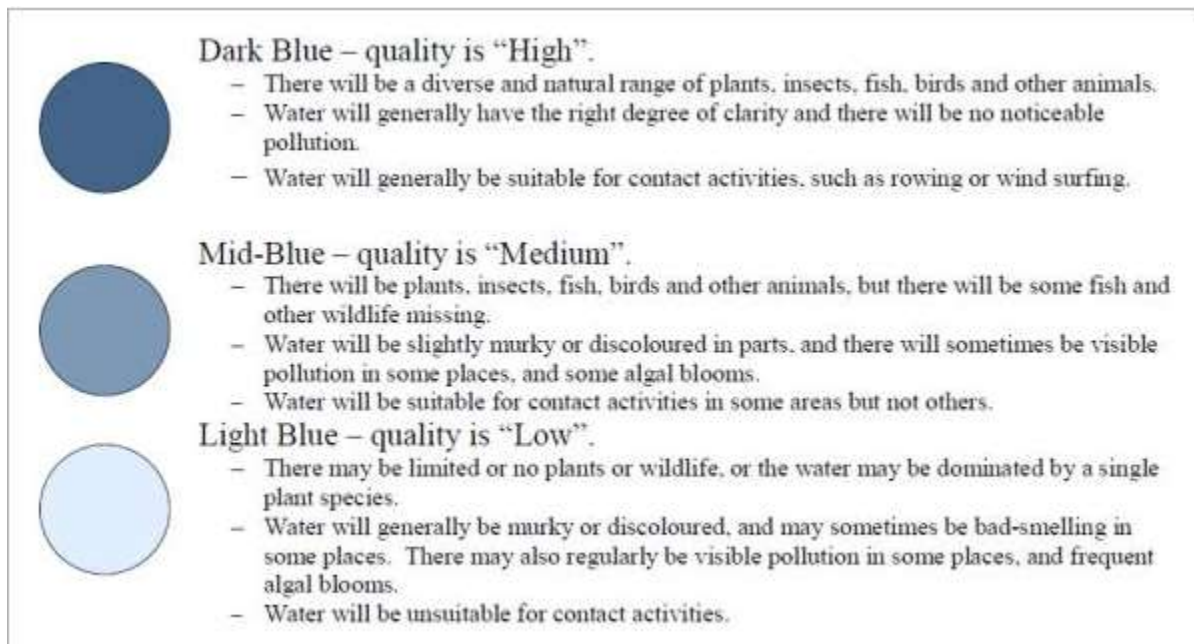 Dark Blue – quality is “High”.
– There will be a diverse and natural range of plants, insects, fish, birds and other animals.
– Water will generally have the right degree of clarity and there will be no noticeable
pollution.
– Water will generally be suitable for contact activities, such as rowing or wind surfing.
Mid-Blue – quality is “Medium”.
– There will be plants, insects, fish, birds and other animals, but there will be some fish and
other wildlife missing.
– Water will be slightly murky or discoloured in parts, and there will sometimes be visible
pollution in some places, and some algal blooms.
– Water will be suitable for contact activities in some areas but not others.
Light Blue – quality is “Low”.
– There may be limited or no plants or wildlife, or the water may be dominated by a single
plant species.
– Water will generally be murky or discoloured, and may sometimes be bad-smelling in
some places. There may also regularly be visible pollution in some places, and frequent
algal blooms.
– Water will be unsuitable for contact activities.